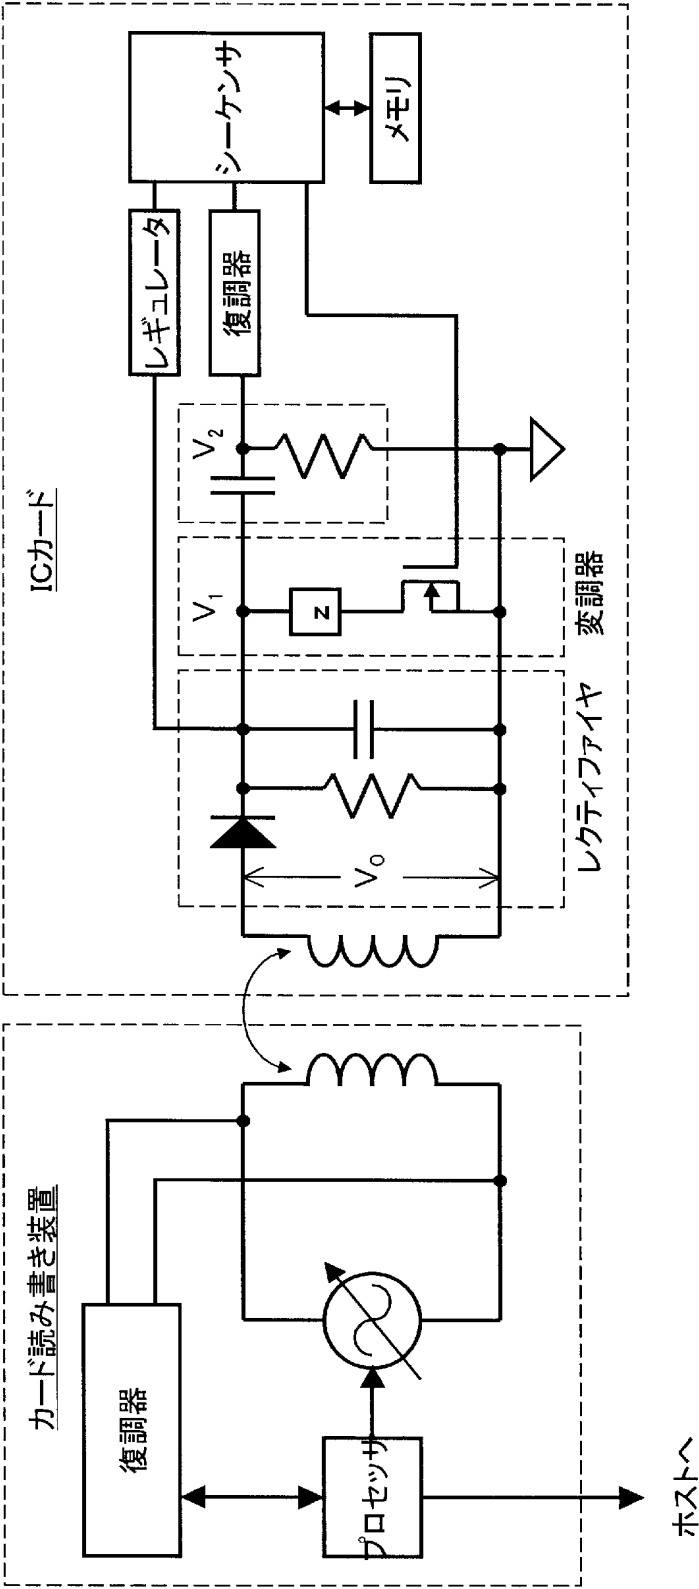 カード読み書き装置
復調器
プロセッサ
ホストへ
ICカード
レギュレータ
復調器
シーケンサ
メモリ
V0
V1
V2
Z
レクティファイヤ
変調器